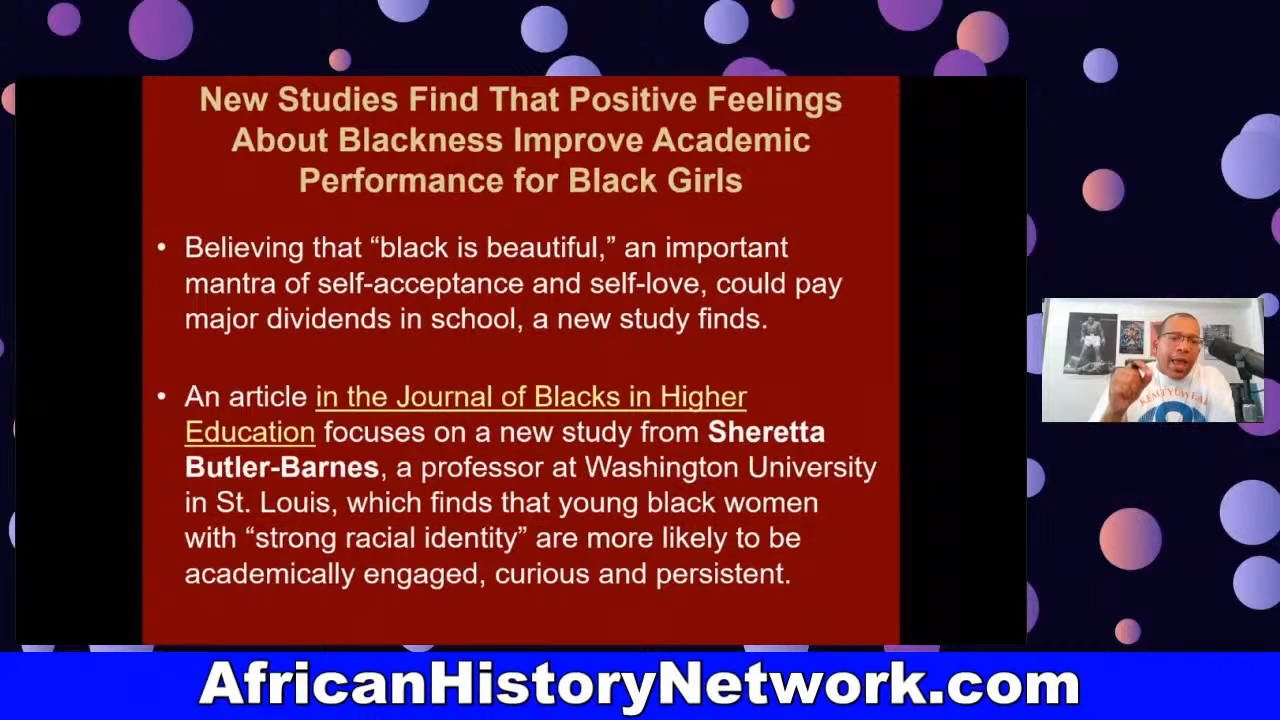 New Studies Find That Positive Feelings
About Blackness Improve Academic
Performance for Black Girls
• Believing that “black is beautiful,” an important
mantra of self-acceptance and self-love, could pay
major dividends in school, a new study finds.
• An article in the Journal of Blacks in Higher
Education focuses on a new study from Sheretta
Butler-Barnes, a professor at Washington University
in St. Louis, which finds that young black women
with “strong racial identity” are more likely to be
academically engaged, curious and persistent.
AfricanHistoryNetwork.com